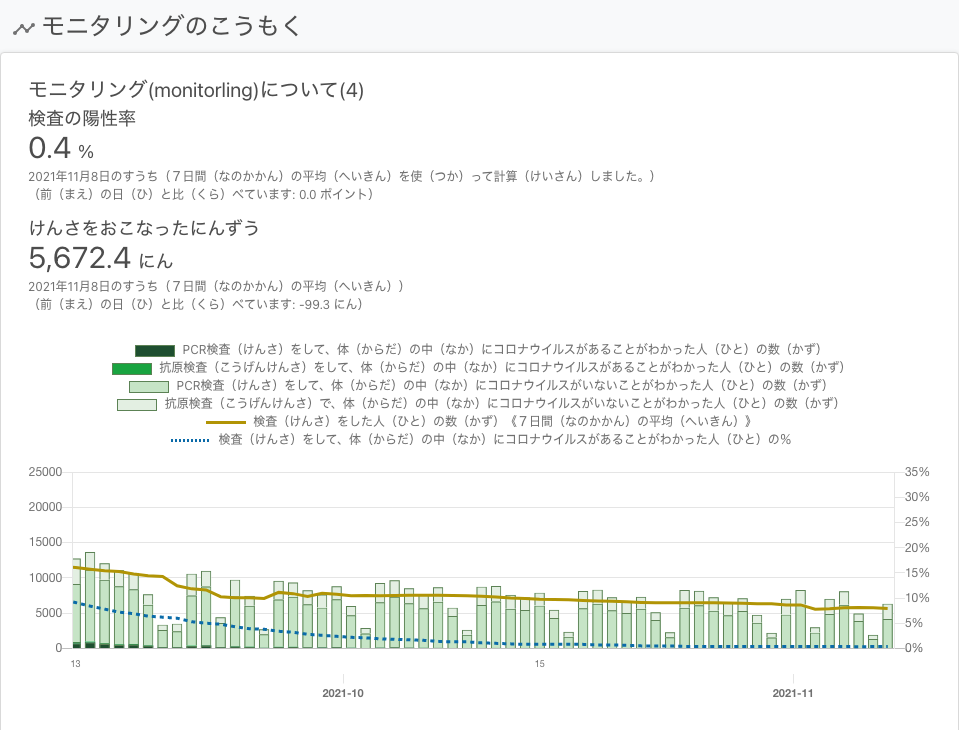 モニタリングのこうもく
モニタリング(monitorling)について(4)
検査の陽性率
0.4 %
2021年11月8日のすうち（７日間（なのかかん）の平均（へいきん）を使（つか）って計算（けいさん）しました。）
（前（まえ）の日（ひ）と比（くら）べています: 0.0 ポイント）
けんさをおこなったにんずう
5,672.4 にん
2021年11月8日のすうち（７日間（なのかかん）の平均（へいきん））
（前（まえ）の日（ひ）と比（くら）べています: -99.3 にん）
PCR検査（けんさ）をして、体（からだ）の中（なか）にコロナウイルスがあることがわかった人（ひと）の数（かず）
抗原検査（こうげんけんさ）をして、体（からだ）の中（なか）にコロナウイルスがあることがわかった人（ひと）の数（かず）
PCR検査（けんさ）をして、体（からだ）の中（なか）にコロナウイルスがいないことがわかった人（ひと）の数（かず）
抗原検査（こうげんけんさ）で、体（からだ）の中（なか）にコロナウイルスがいないことがわかった人（ひと）の数（かず）
検査（けんさ）をした人（ひと）の数（かず）《７日間（なのかかん）の平均（へいきん）》
検査（けんさ）をして、体（からだ）の中（なか）にコロナウイルスがあることがわかった人（ひと）の%
25000 35%
30%
20000
25%
15000
20%
10000 15%
10%
5000
5%
0 0%
13 15
2021-10 2021-11